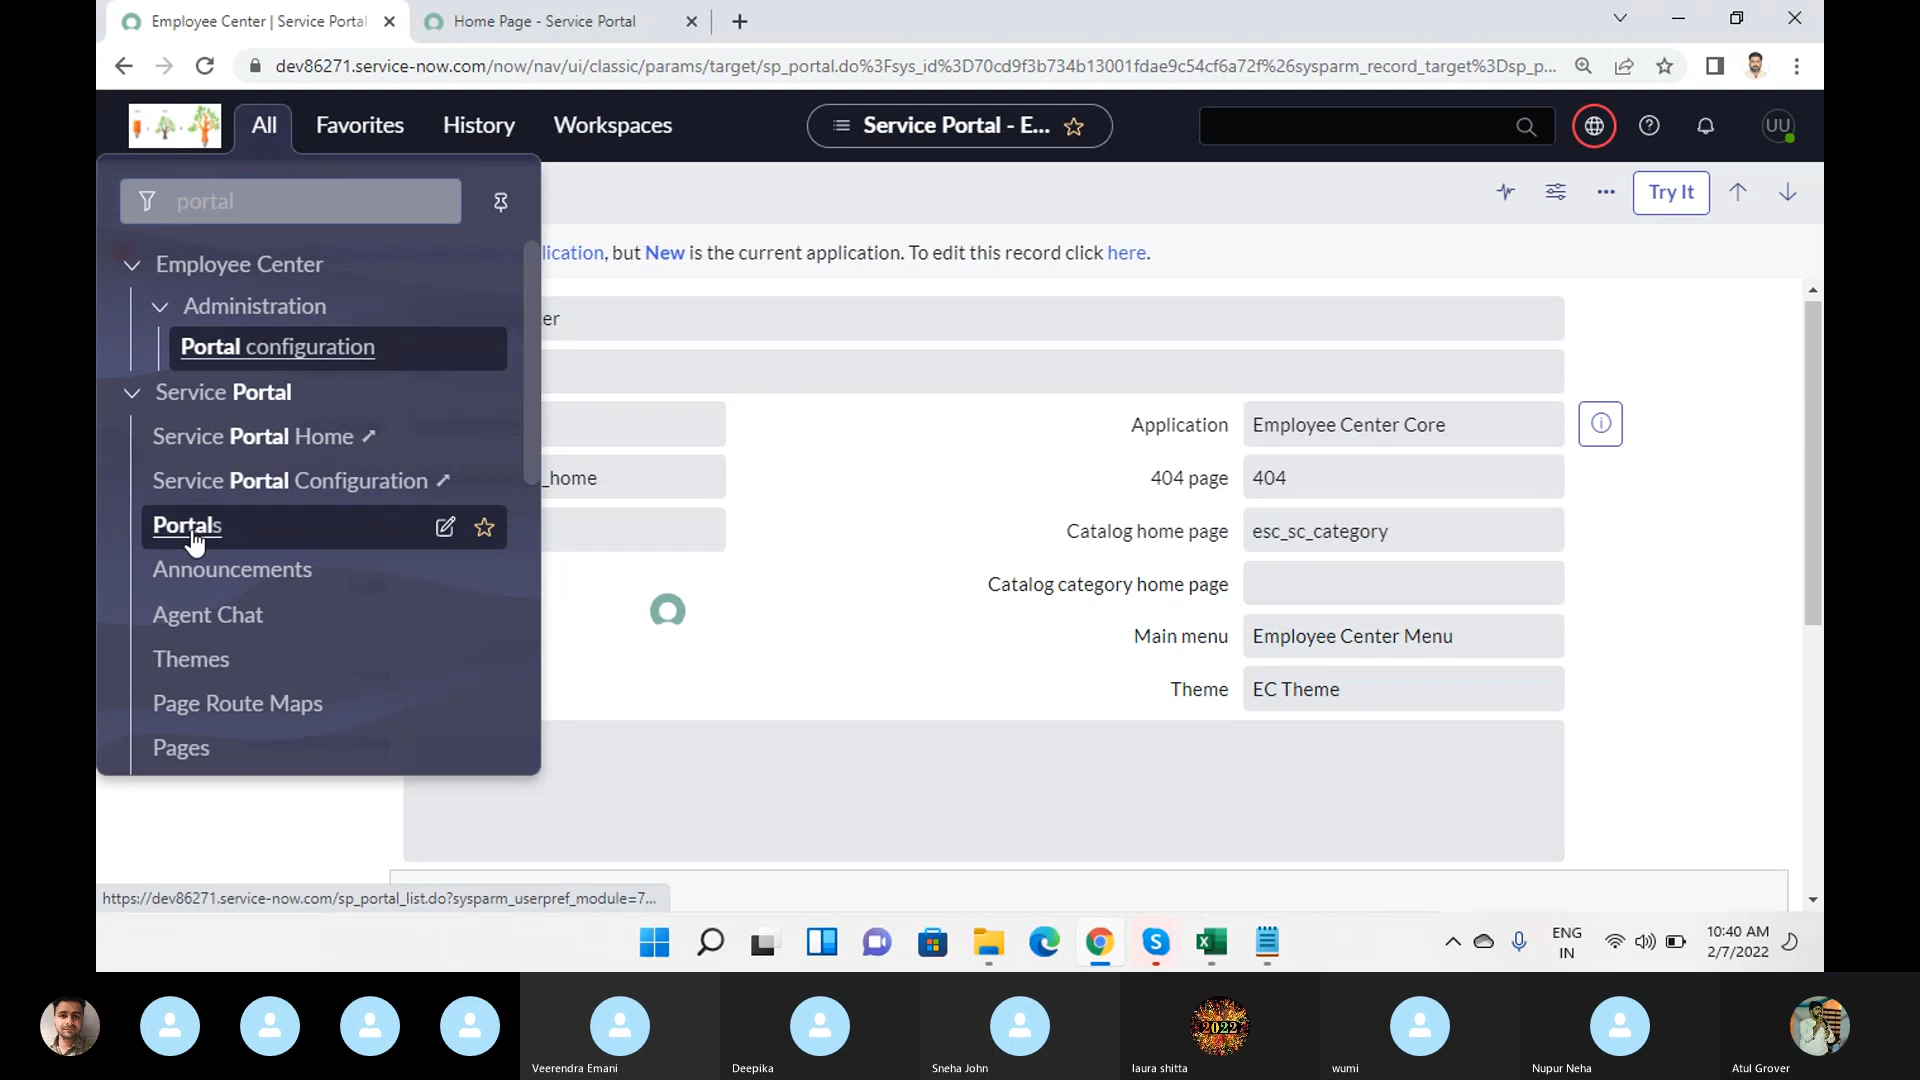 Employee Center | Service Portal
Home Page - Service Portal
dev86271.service-now.com/now/nav/ui/classic/params/target/sp_portal.do%3Fsys_id%3D70cd9f3b734b13001fdae9c54cf6a72f%26sysparm_record_target%3Dsp_p...
All
Favorites
History
Workspaces
Service Portal - E...
UU
portal
Try It
lication, but New is the current application. To edit this record click here.
Employee Center
Administration
Portal configuration
Service Portal
Service Portal Home
Service Portal Configuration
Portals
Announcements
Agent Chat
Themes
Page Route Maps
Pages
er
_home
Application
Employee Center Core
404 page
404
Catalog home page
esc_sc_category
Catalog category home page
Main menu
Employee Center Menu
Theme
EC Theme
https://dev86271.service-now.com/sp_portal_list.do?sysparm_userpref_module=7...
ENG
IN
10:40 AM
2/7/2022
2022
Veerendra Emani
Deepika
Sneha John
laura shitta
wumi
Nupur Neha
Atul Grover